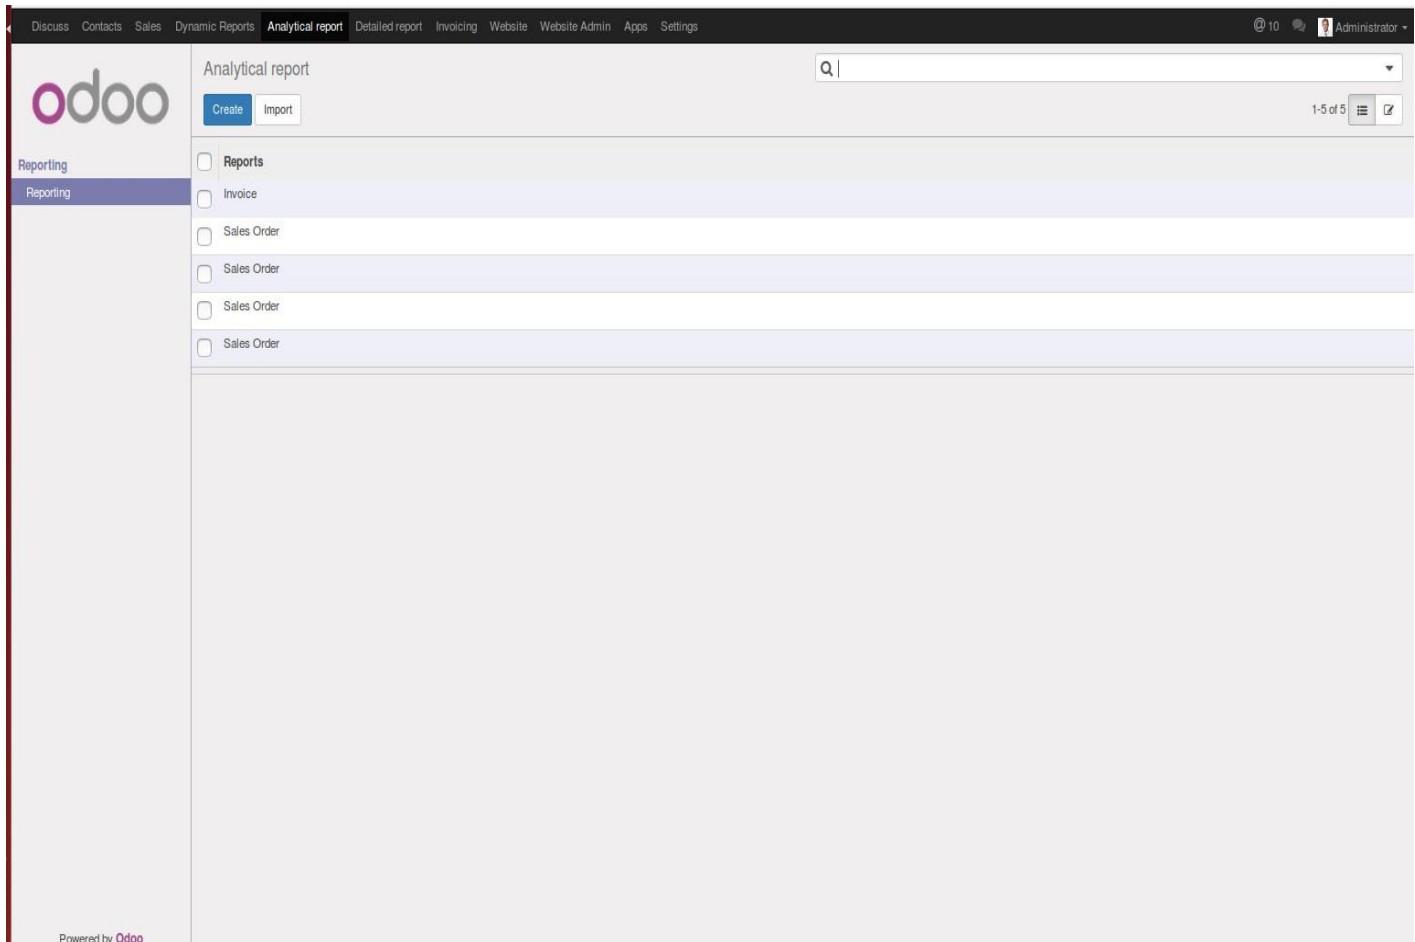 Discuss Contacts Sales Dynamic Reports Analytical report Detailed report Invoicing Website Website Admin Apps Settings @ 10 Administrator
odoo
Analytical report
Create Import
1-5 of 5
Reporting
Reporting
Reports
Invoice
Sales Order
Sales Order
Sales Order
Sales Order
Powered by Odoo